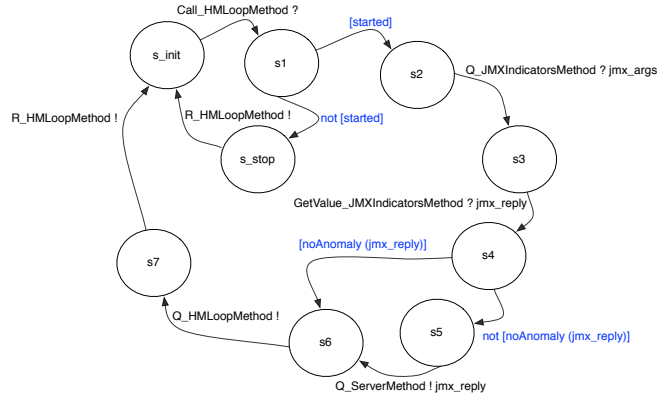 Call_HMLoopMethod ?
[started]
s_init
s1
s2
Q_JMXIndicatorsMethod ? jmx_args
R_HMLoopMethod !
R_HMLoopMethod !
not [started]
s_stop
s3
GetValue_JMXIndicatorsMethod ? jmx_reply
[noAnomaly (jmx_reply)]
s4
s7
Q_HMLoopMethod !
s6
s5
not [noAnomaly (jmx_reply)]
Q_ServerMethod ! jmx_reply